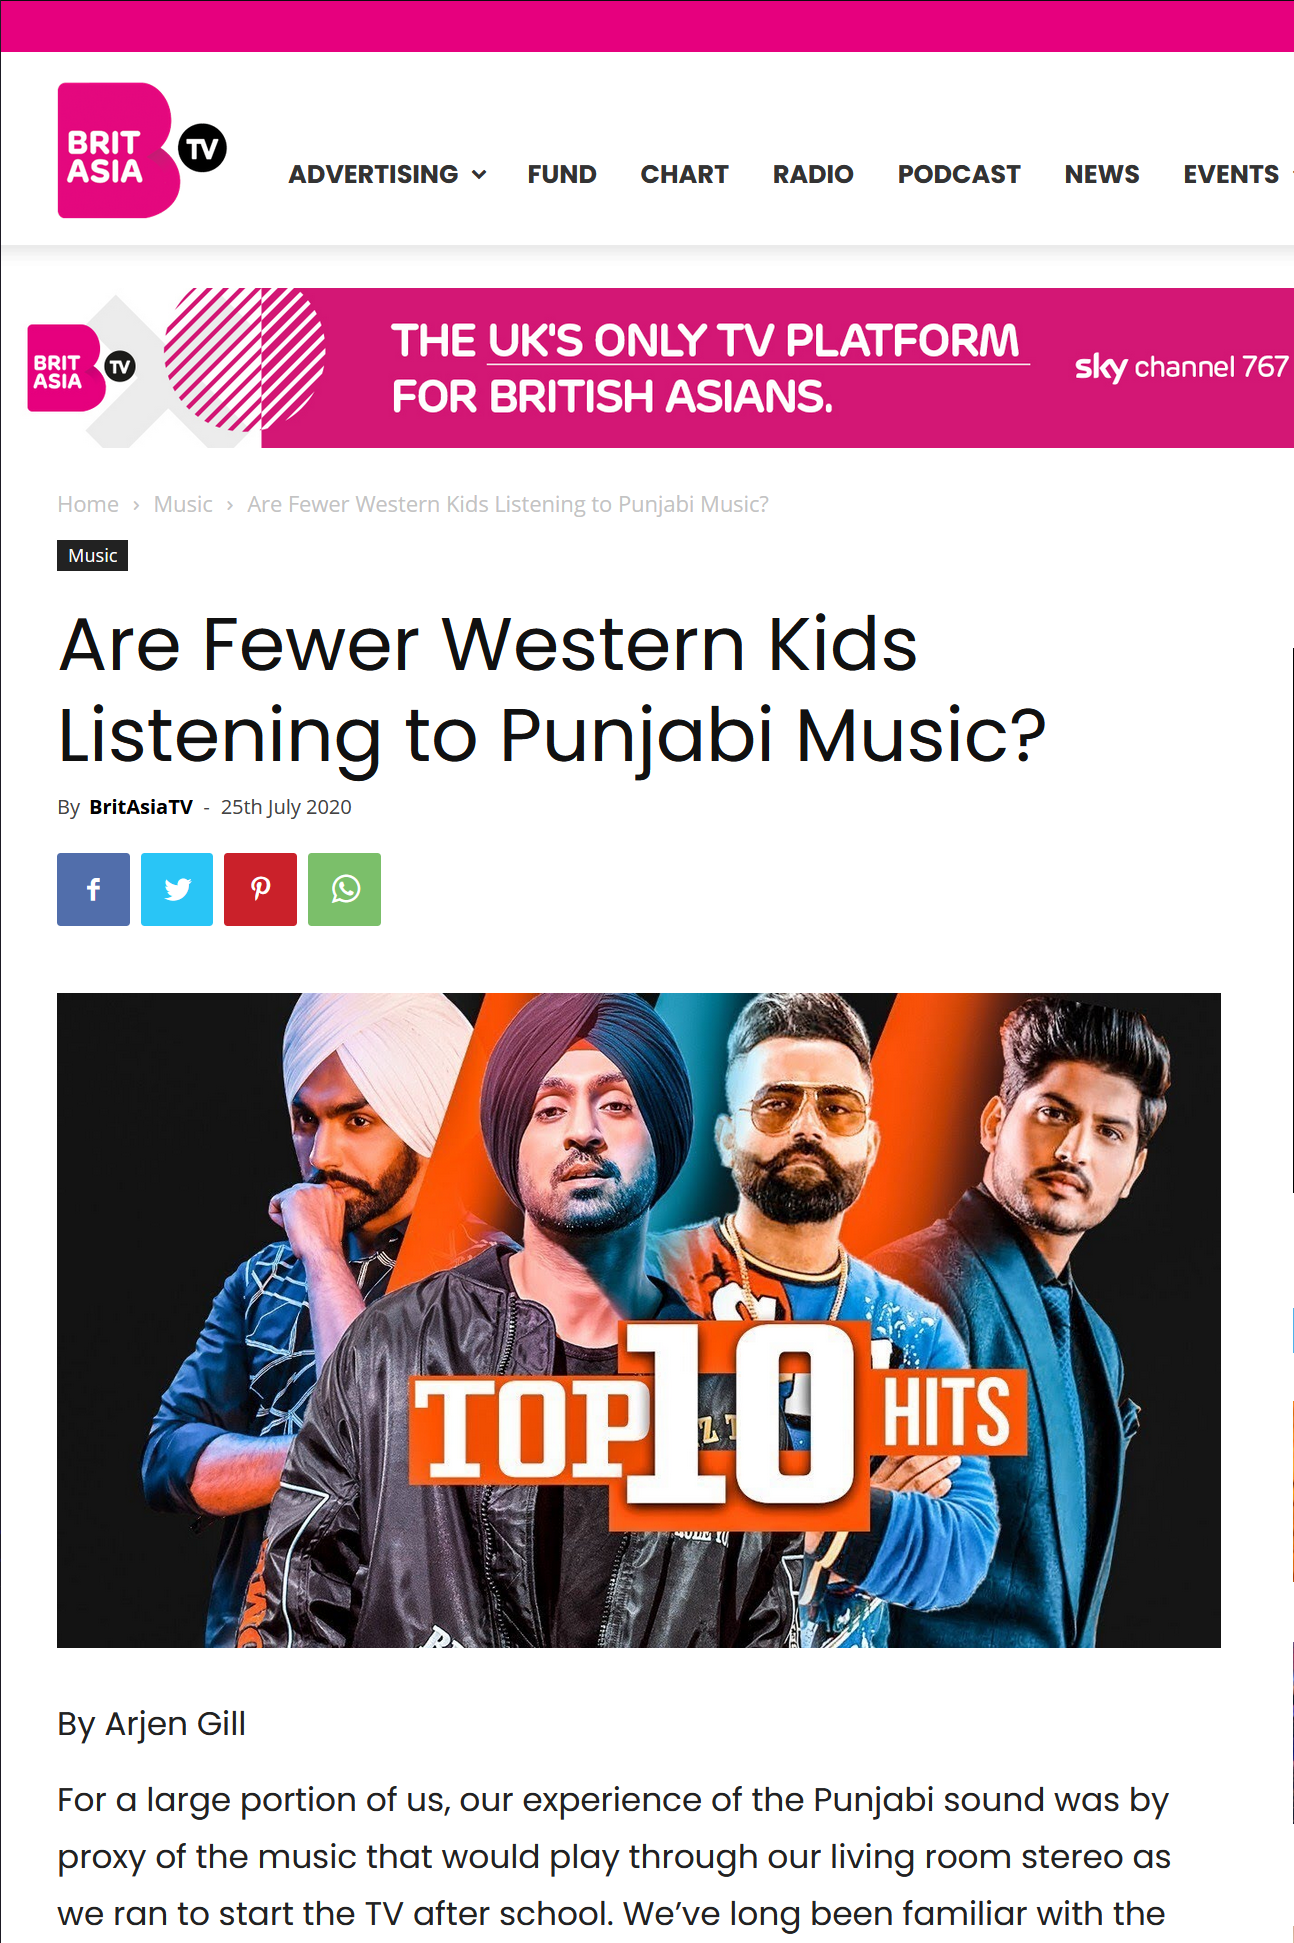 BRIT
ASIA
TV
ADVERTISING
FUND
CHART
RADIO
PODCAST
NEWS
EVENTS
BRIT
ASIA
TV
THE UK'S ONLY TV PLATFORM
FOR BRITISH ASIANS.
sky channel 767
Home › Music › Are Fewer Western Kids Listening to Punjabi Music?
Music
Are Fewer Western Kids
Listening to Punjabi Music?
By BritAsiaTV - 25th July 2020
TOP 10 HITS
By Arjen Gill
For a large portion of us, our experience of the Punjabi sound was by
proxy of the music that would play through our living room stereo as
we ran to start the TV after school. We’ve long been familiar with the